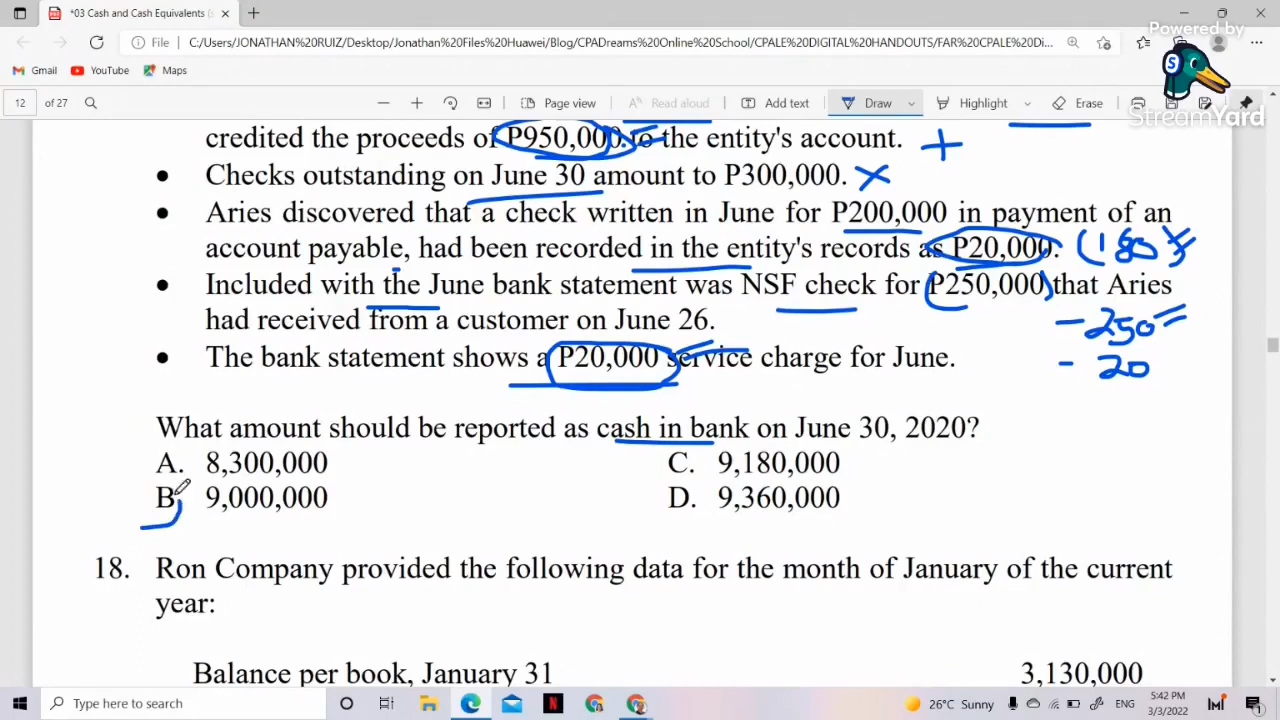 *03 Cash and Cash Equivalents (.
Powered by
File
C:/Users/JONATHAN%20RUIZ/Desktop/Jonathan%20Files%20Huawei/Blog/CPADreams%20Online%20School/CPALE%20DIGITAL%20HANDOUTS/FAR%20CPALE%20Di...
StreamYard
Gmail
YouTube
Maps
12 of 27
Page view
Read aloud
Add text
Draw
Highlight
Erase
credited the proceeds of P950,000 to the entity's account. +
• Checks outstanding on June 30 amount to P300,000. X
• Aries discovered that a check written in June for P200,000 in payment of an
account payable, had been recorded in the entity's records as P20,000. (180)
• Included with the June bank statement was NSF check for P250,000 that Aries
had received from a customer on June 26. - 250
• The bank statement shows a P20,000 service charge for June. - 20
What amount should be reported as cash in bank on June 30, 2020?
A. 8,300,000 C. 9,180,000
B. 9,000,000 D. 9,360,000
18. Ron Company provided the following data for the month of January of the current
year:
Balance per book, January 31 3,130,000
Type here to search
26°C Sunny
ENG
5:42 PM
3/3/2022